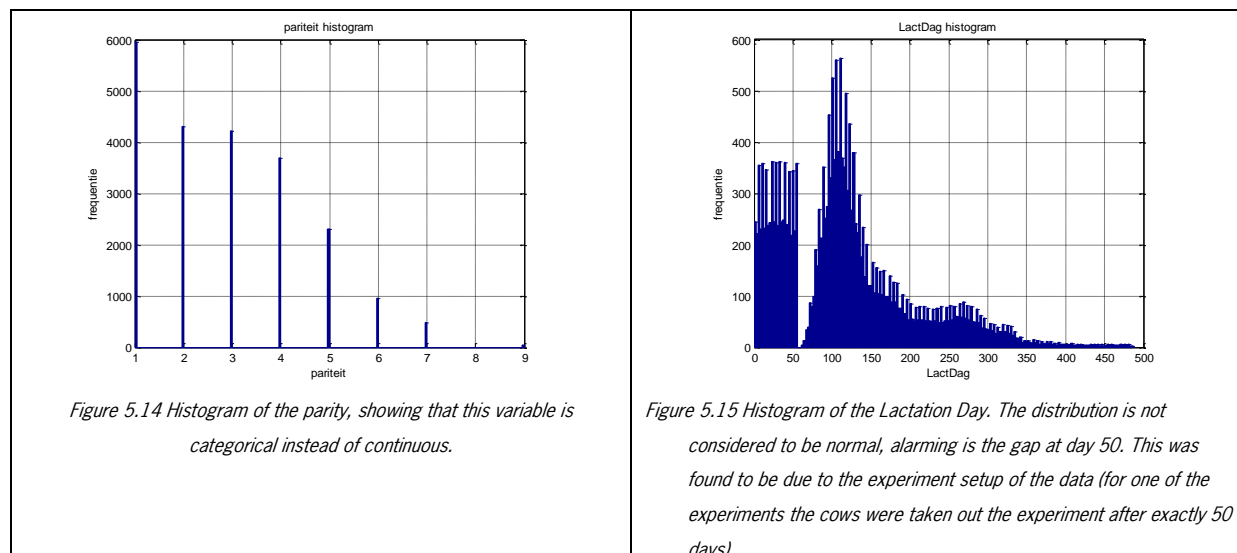 pariteit histogram
6000
5000
4000
3000
2000
1000
0
frequentie
1 2 3 4 5 6 7 8 9
pariteit
Figure 5.14 Histogram of the parity, showing that this variable is
categorical instead of continuous.
LactDag histogram
600
500
400
300
200
100
0
frequentie
0 50 100 150 200 250 300 350 400 450 500
LactDag
Figure 5.15 Histogram of the Lactation Day. The distribution is not
considered to be normal, alarming is the gap at day 50. This was
found to be due to the experiment setup of the data (for one of the
experiments the cows were taken out the experiment after exactly 50
days)